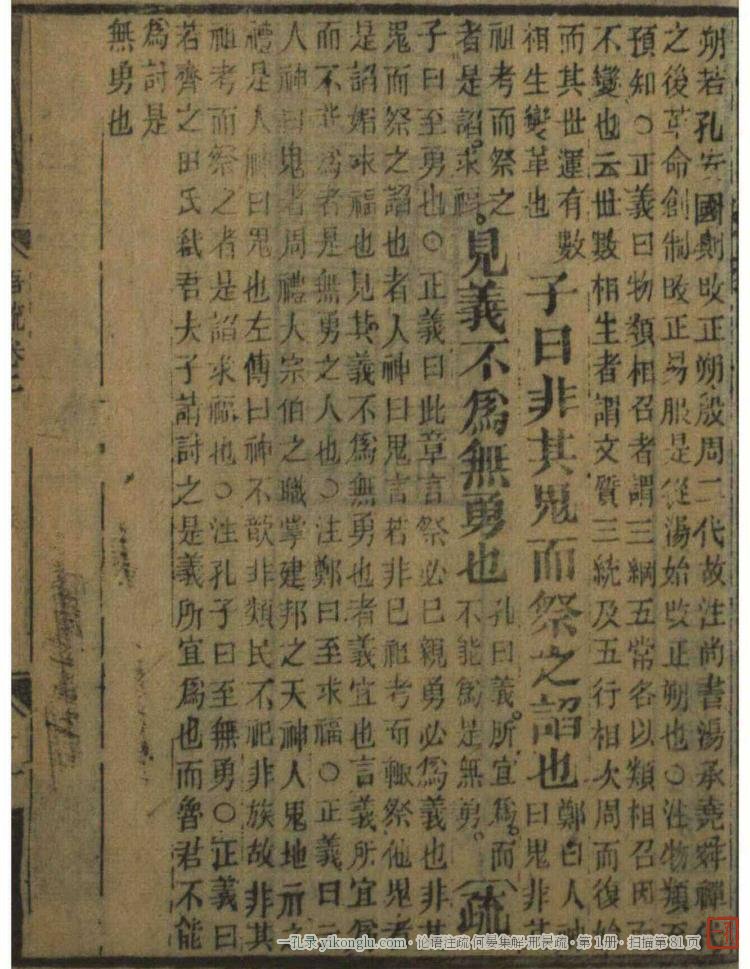 朔若孔安國則改正朔殷周二代故注尚書湯承堯舜禪
之後革命創制改正易服是從湯始改正朔也○注物類
預知○正義曰物類相召者謂三綱五常各以類相召因
不變也云世數相生者謂文質三統及五行相次周而復
而其世運有數
相生變革也
子曰非其鬼而祭之諂也
鄭曰人神
曰鬼非其
祖考而祭之
者是諂求福。
見義不爲無勇也
孔曰義。所宜爲。而
不能爲是無勇。
疏
子曰至勇也○正義曰此章言祭必已親勇必爲義也非其
鬼而祭之諂也者人神曰鬼言若非已祖考而輒祭他鬼者
是諂媚求福也見其義不爲無勇也者義宜也言義所宜爲
而不能爲者是無勇之人也○注鄭曰至求福○正義曰云
人神曰鬼者周禮大宗伯之職掌建邦之天神人鬼地示之
禮是人神曰鬼也左傳曰神不歆非類民不祀非族故非其
祖考而祭之者是諂求福也○注孔子曰至無勇○正義曰
若齊之田氏弑君夫子請討之是義所宜爲也而魯君不能
爲討是
無勇也
一孔录 yikonglu.com · 论语注疏.何晏集解.邢昺疏 · 第1册 · 扫描第81页